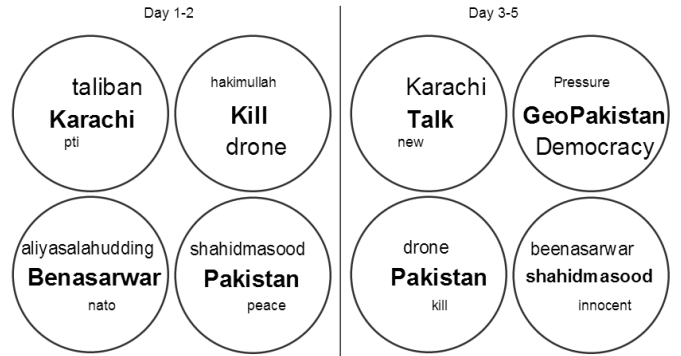 Day 1-2
taliban
Karachi
pti
hakimullah
Kill
drone
aliyasalahudding
Benasarwar
nato
shahidmasood
Pakistan
peace
Day 3-5
Karachi
Talk
new
Pressure
GeoPakistan
Democracy
drone
Pakistan
kill
beenasarwar
shahidmasood
innocent